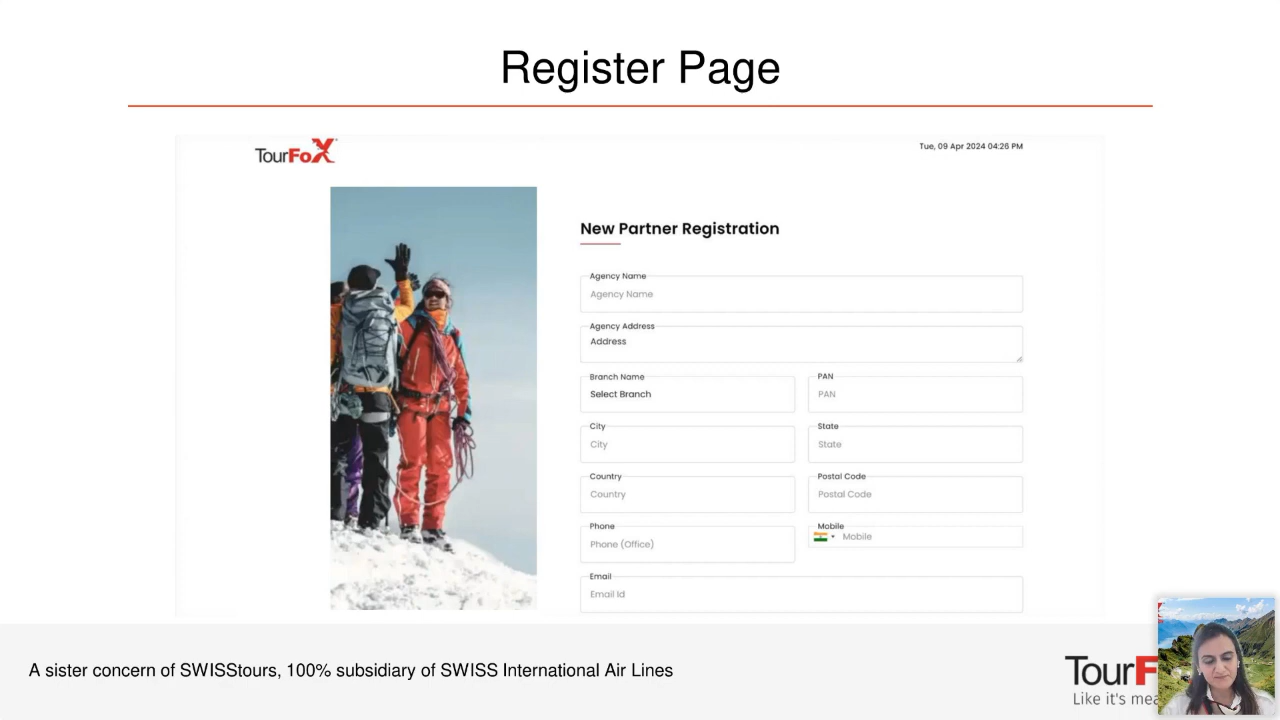 Register Page
TourFoX
Tue, 09 Apr 2024 04:26 PM
New Partner Registration
Agency Name
Agency Name
Agency Address
Address
Branch Name
PAN
Select Branch
PAN
City
State
City
State
Country
Postal Code
Country
Postal Code
Phone
Mobile
Phone (Office)
Mobile
Email
Email Id
A sister concern of SWISStours, 100% subsidiary of SWISS International Air Lines
TourF
Like it's mea